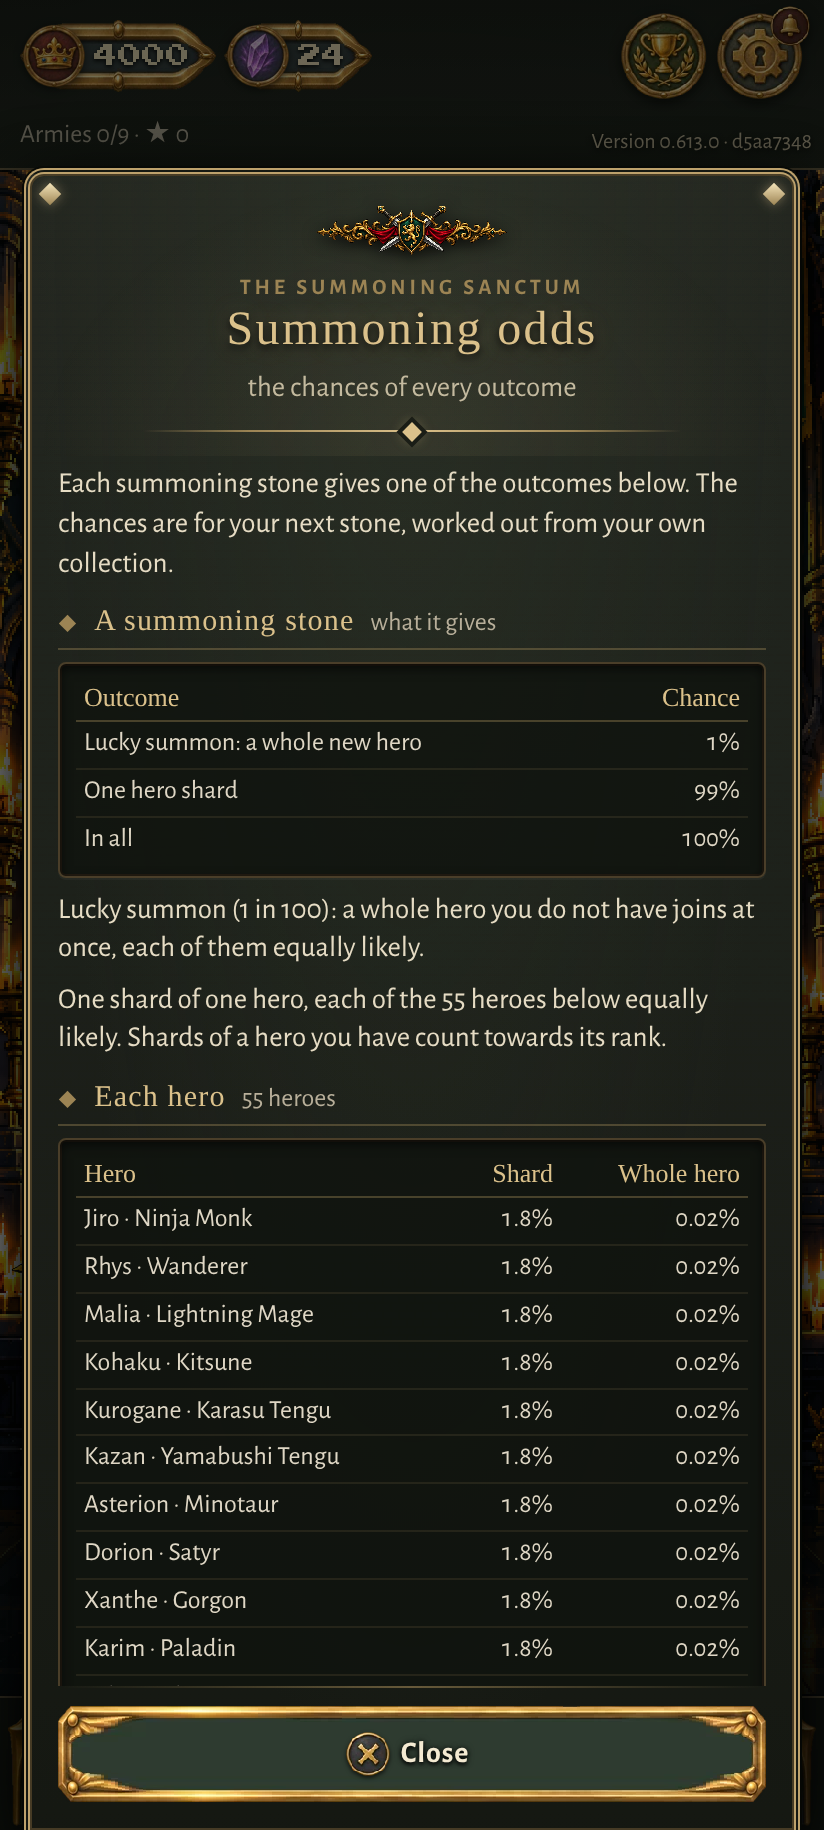 4000
24
Armies 0/9 · ★ 0
Version 0.613.0 · d5aa7348
THE SUMMONING SANCTUM
Summoning odds
the chances of every outcome
Each summoning stone gives one of the outcomes below. The
chances are for your next stone, worked out from your own
collection.
A summoning stone what it gives
Outcome Chance
Lucky summon: a whole new hero 1%
One hero shard 99%
In all 100%
Lucky summon (1 in 100): a whole hero you do not have joins at
once, each of them equally likely.
One shard of one hero, each of the 55 heroes below equally
likely. Shards of a hero you have count towards its rank.
Each hero 55 heroes
Hero Shard Whole hero
Jiro · Ninja Monk 1.8% 0.02%
Rhys · Wanderer 1.8% 0.02%
Malia · Lightning Mage 1.8% 0.02%
Kohaku · Kitsune 1.8% 0.02%
Kurogane · Karasu Tengu 1.8% 0.02%
Kazan · Yamabushi Tengu 1.8% 0.02%
Asterion · Minotaur 1.8% 0.02%
Dorion · Satyr 1.8% 0.02%
Xanthe · Gorgon 1.8% 0.02%
Karim · Paladin 1.8% 0.02%
Close